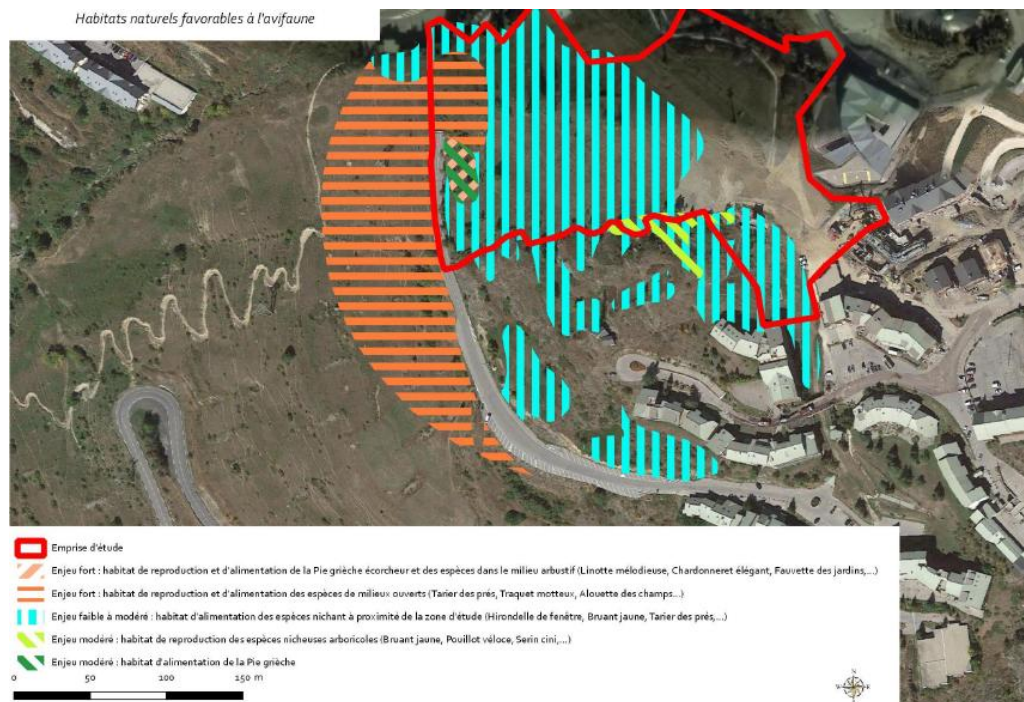 Habitats naturels favorables à l'avifaune
Emprise d'étude
Enjeu fort : habitat de reproduction et d'alimentation de la Pie grièche écorcheur et des espèces dans le milieu arbustif (Linotte mélodieuse, Chardonneret élégant, Fauvette des jardins,...)
Enjeu fort : habitat de reproduction et d'alimentation des espèces de milieux ouverts (Tarier des prés, Traquet motteux, Alouette des champs...)
Enjeu faible à modéré : habitat d'alimentation des espèces nichant à proximité de la zone d'étude (Hirondelle de fenêtre, Bruant jaune, Tarier des prés,...)
Enjeu modéré : habitat de reproduction des espèces nicheuses arboricoles (Bruant jaune, Pouillot véloce, Serin cini,...)
Enjeu modéré : habitat d'alimentation de la Pie grièche
0 50 100 150 m